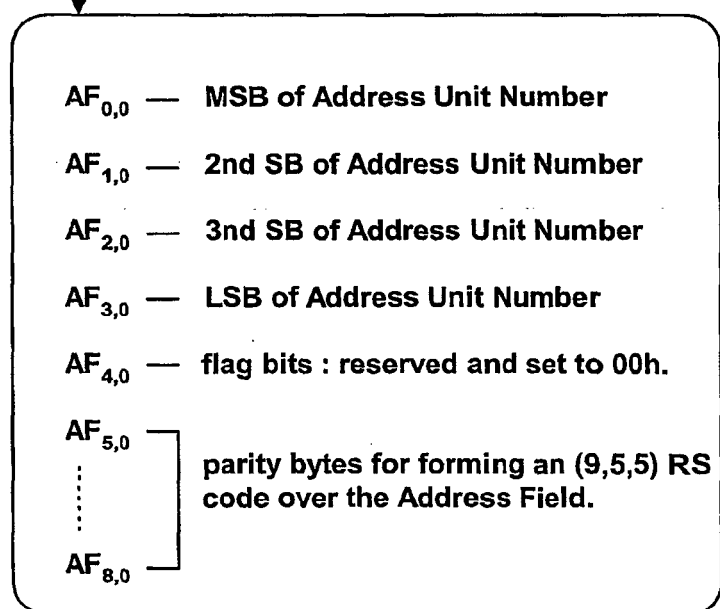 AF0,0 — MSB of Address Unit Number
AF1,0 — 2nd SB of Address Unit Number
AF2,0 — 3nd SB of Address Unit Number
AF3,0 — LSB of Address Unit Number
AF4,0 — flag bits : reserved and set to 00h.
AF5,0
parity bytes for forming an (9,5,5) RS
code over the Address Field.
AF8,0